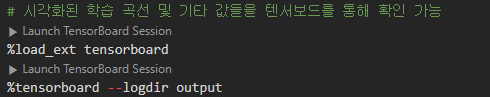 # 시각화된 학습 곡선 및 기타 값들을 텐서보드를 통해 확인 가능
▶ Launch TensorBoard Session
%load_ext tensorboard
▶ Launch TensorBoard Session
%tensorboard --logdir output